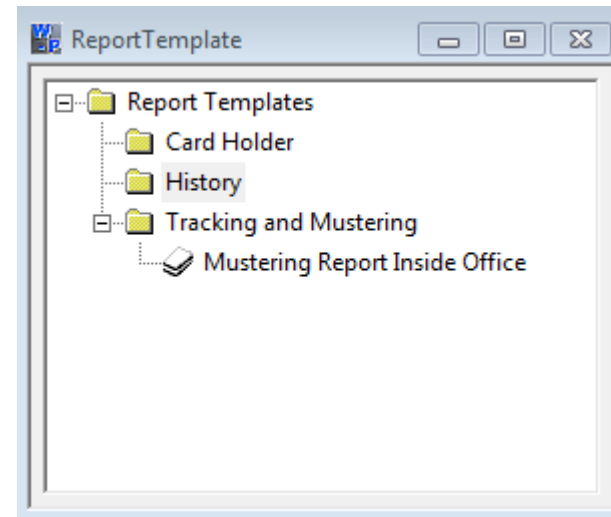 ReportTemplate
Report Templates
Card Holder
History
Tracking and Mustering
Mustering Report Inside Office